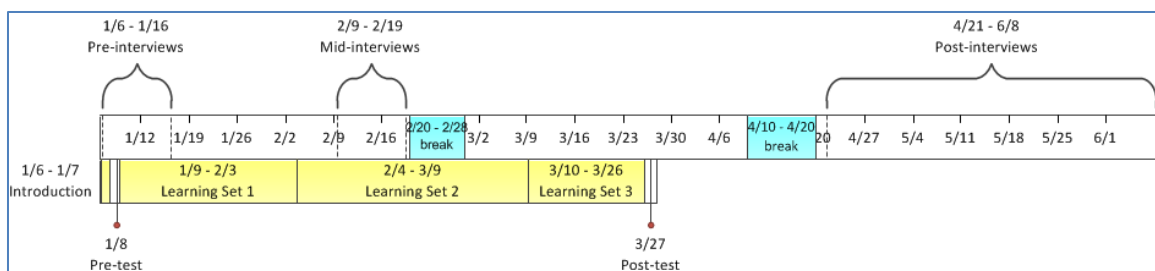 1/6 - 1/16
Pre-interviews
2/9 - 2/19
Mid-interviews
4/21 - 6/8
Post-interviews
1/12 1/19 1/26 2/2 2/9 2/16 2/20 - 2/28 3/2 3/9 3/16 3/23 3/30 4/6 4/10 - 4/20 20 4/27 5/4 5/11 5/18 5/25 6/1
break break
1/6 - 1/7 1/9 - 2/3 2/4 - 3/9 3/10 - 3/26
Introduction Learning Set 1 Learning Set 2 Learning Set 3
1/8 3/27
Pre-test Post-test